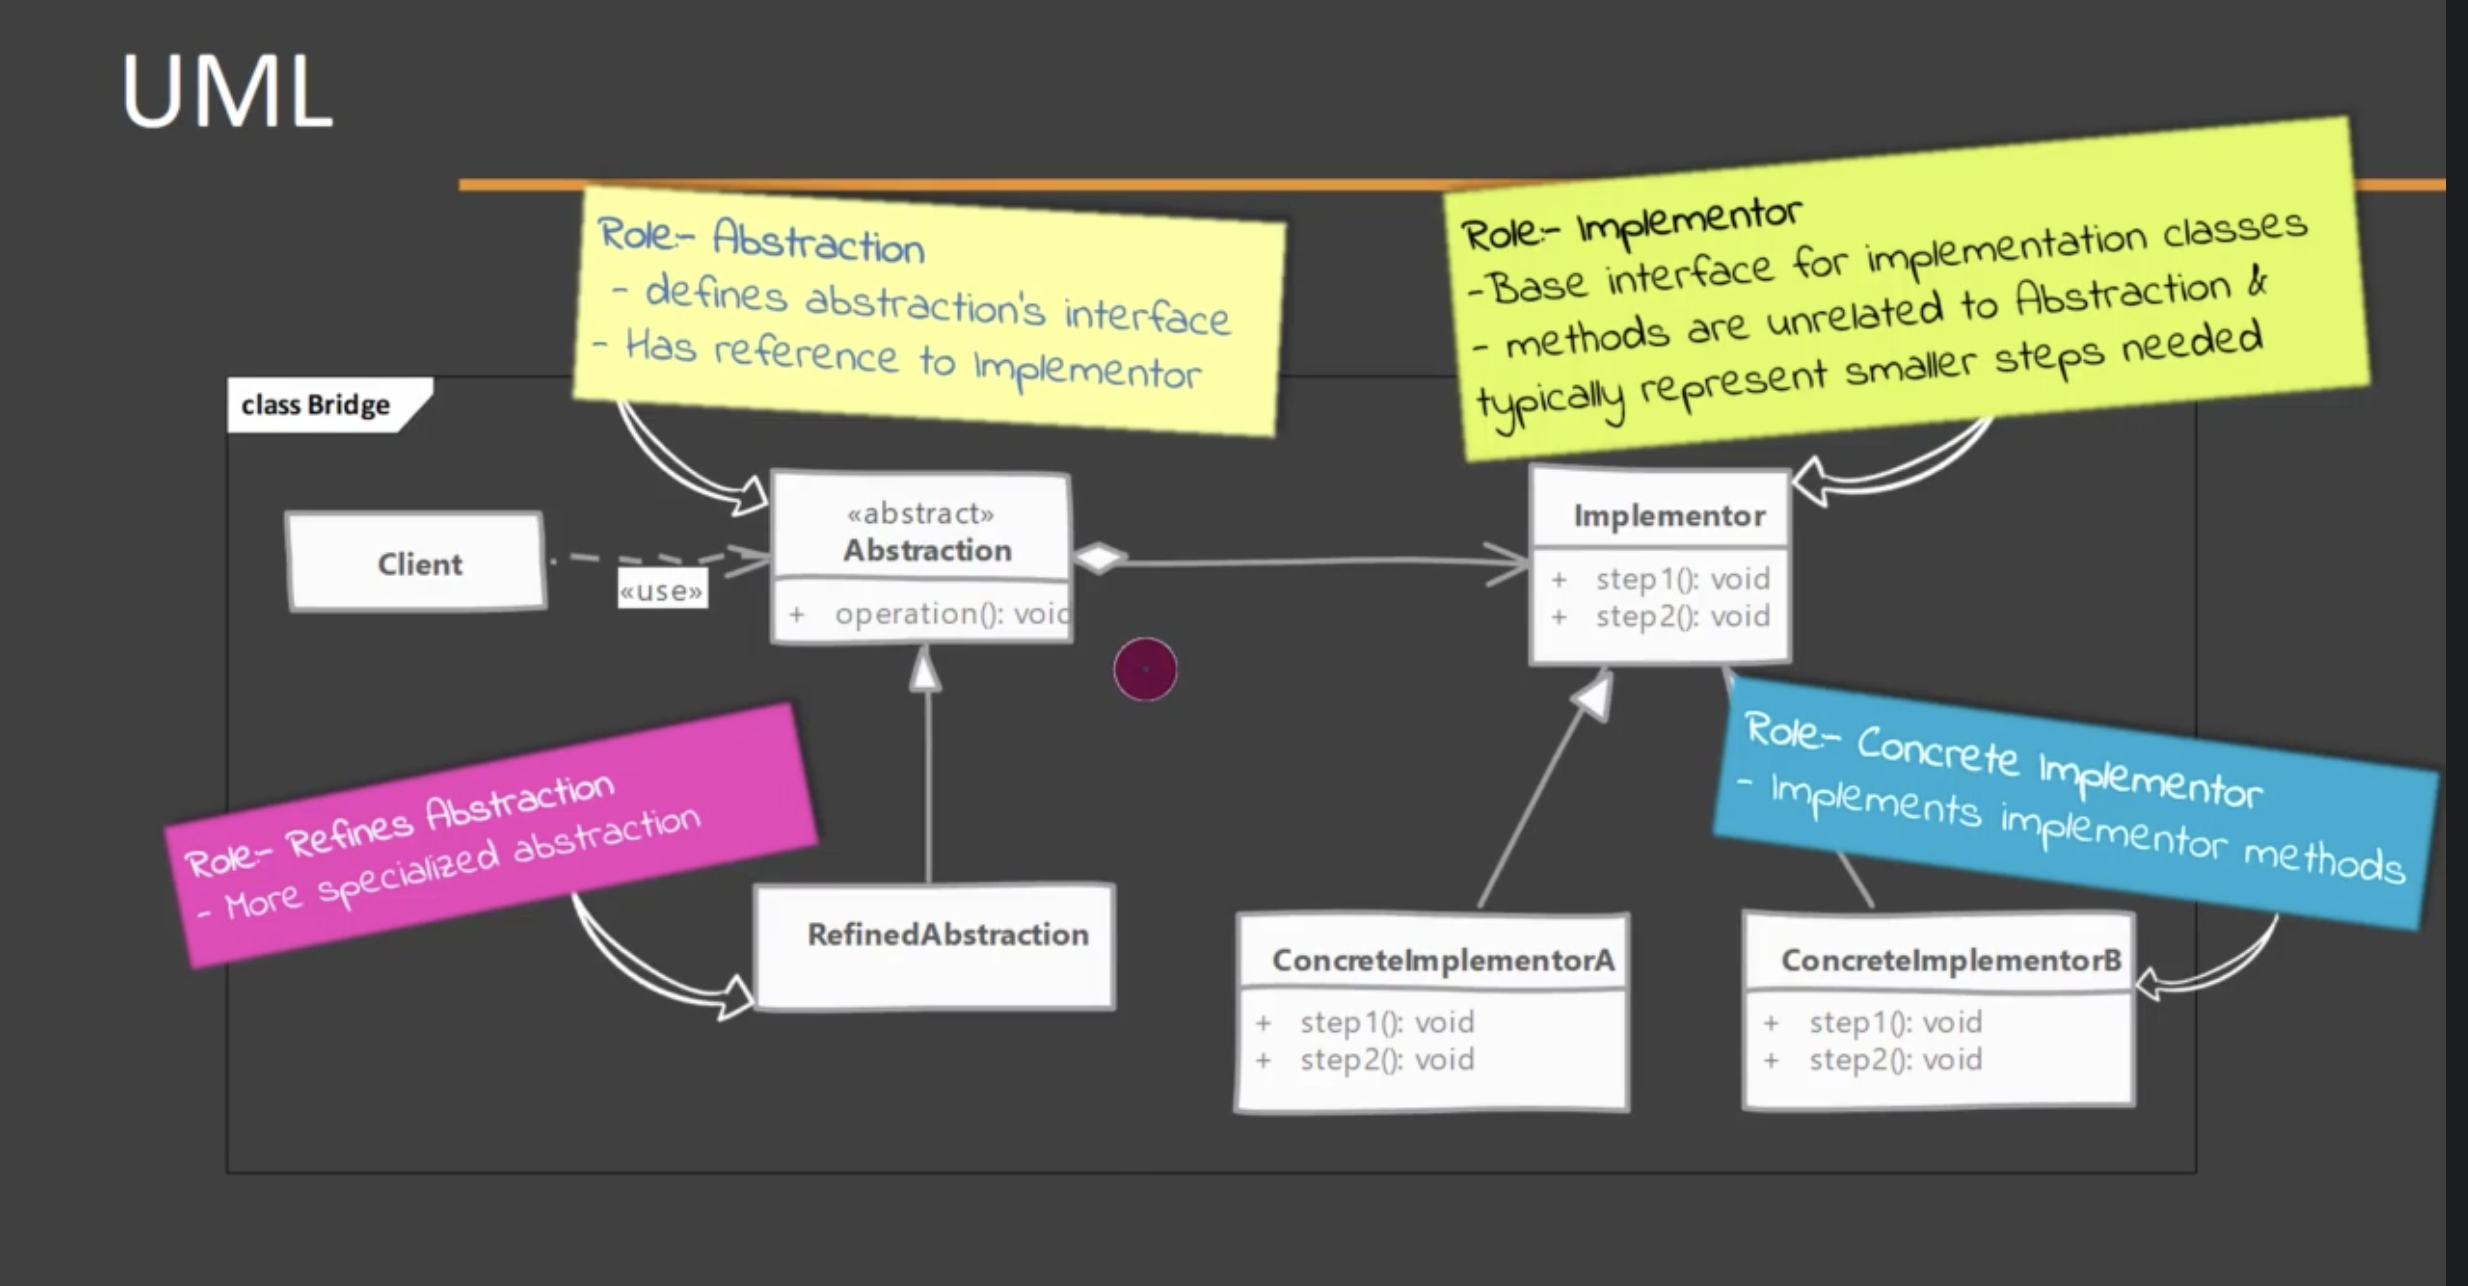 UML
Role:- Abstraction
- defines abstraction's interface
- Has reference to Implementor
Role:- Implementor
-Base interface for implementation classes
- methods are unrelated to Abstraction &
typically represent smaller steps needed
class Bridge
Client
«use»
«abstract»
Abstraction
+ operation(): void
Implementor
+ step1(): void
+ step2(): void
Role:- Refines Abstraction
- More specialized abstraction
Role:- Concrete Implementor
- Implements implementor methods
RefinedAbstraction
ConcreteImplementorA
+ step1(): void
+ step2(): void
ConcreteImplementorB
+ step1(): void
+ step2(): void